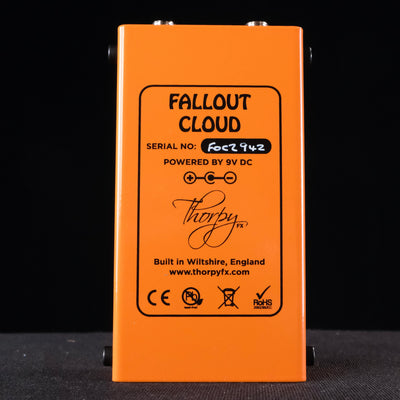 FALLOUT
CLOUD
SERIAL NO: FOC2942
POWERED BY 9V DC
Thorpy FX
Built in Wiltshire, England
www.thorpyfx.com
CE Pb RoHS